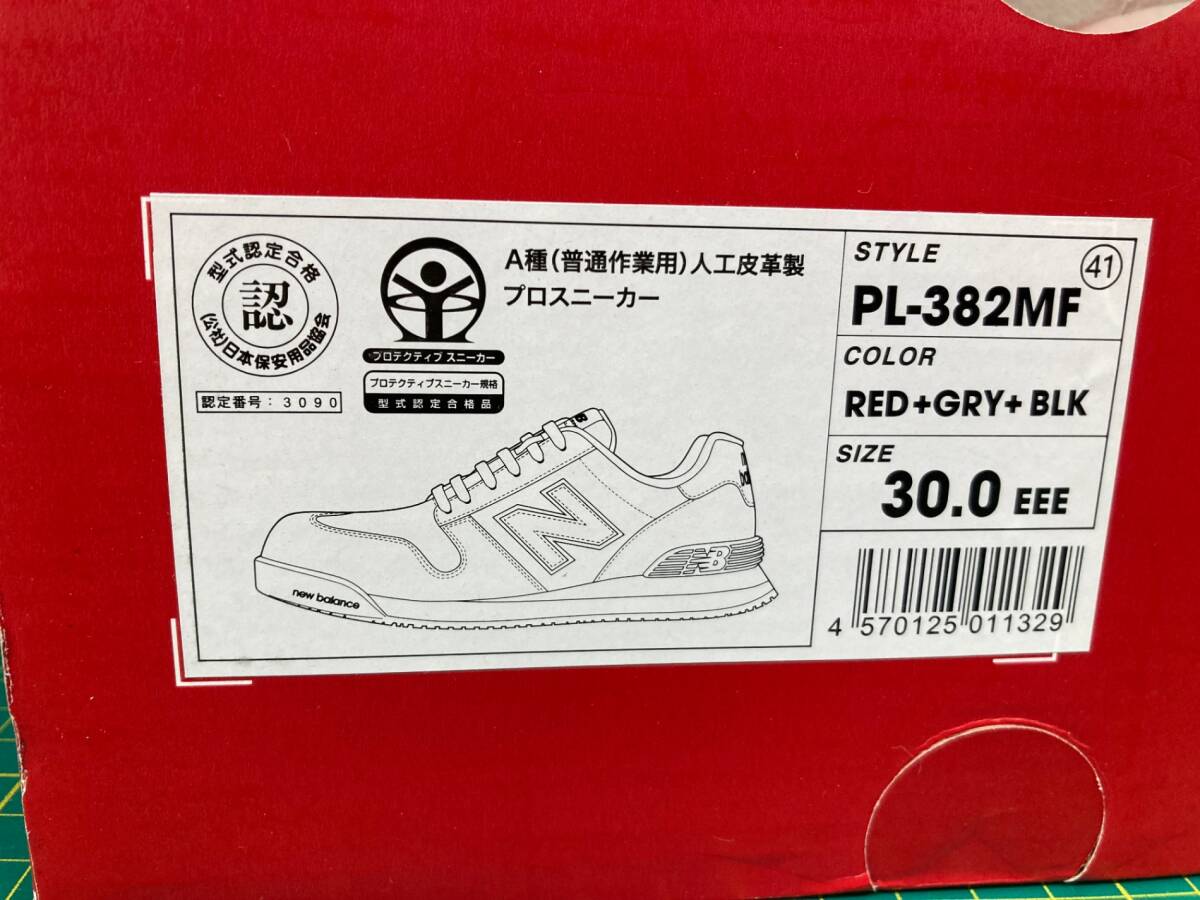 型式認定合格
認
(公社)日本保安用品協会
認定番号：3090
プロテクティブ スニーカー
プロテクティブスニーカー規格
型式認定合格品
A種(普通作業用)人工皮革製
プロスニーカー
N
NB
new balance
STYLE
41
PL-382MF
COLOR
RED+GRY+BLK
SIZE
30.0 EEE
4 570125 011329